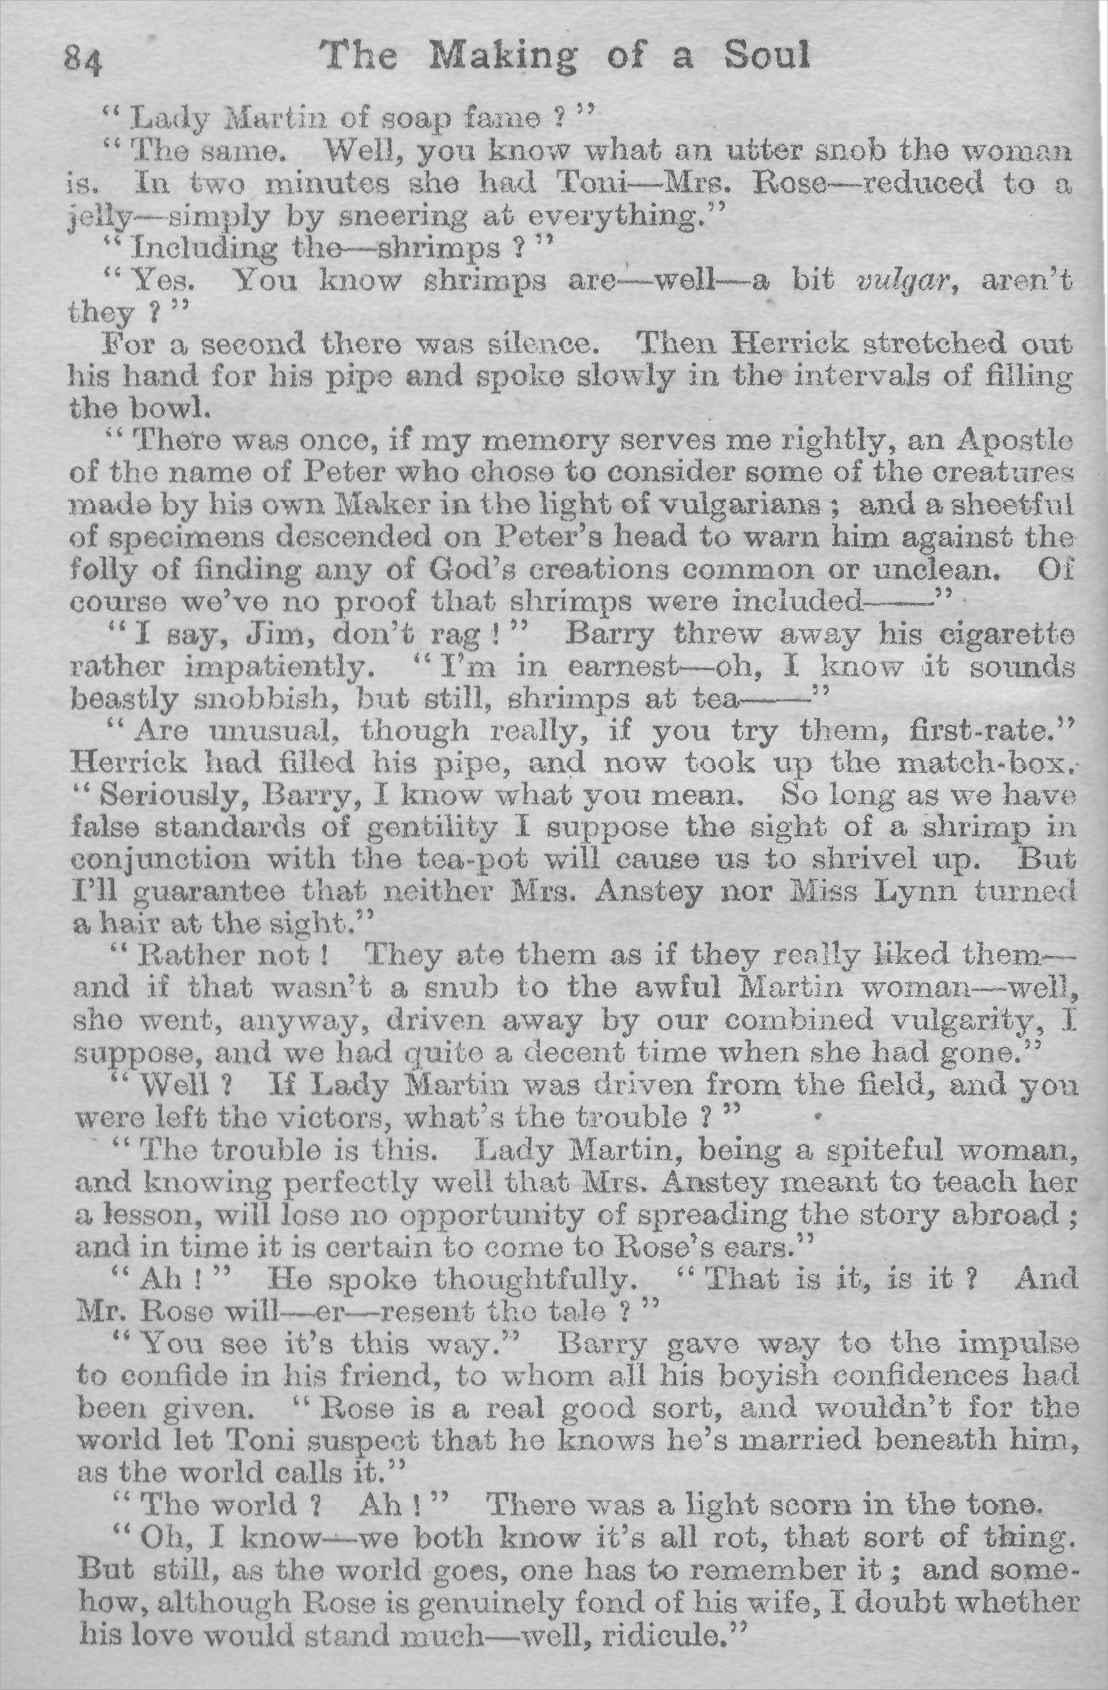 84 The Making of a Soul
“ Lady Martin of soap fame ? ”
“ The same. Well, you know what an utter snob the woman
is. In two minutes she had Toni—Mrs. Rose—reduced to a
jelly—simply by sneering at everything.”
“ Including the—shrimps ? ”
“ Yes. You know shrimps are—well—a bit vulgar, aren’t
they ? ”
For a second there was silence. Then Herrick stretched out
his hand for his pipe and spoke slowly in the intervals of filling
the bowl.
“ There was once, if my memory serves me rightly, an Apostle
of the name of Peter who chose to consider some of the creatures
made by his own Maker in the light of vulgarians ; and a sheetful
of specimens descended on Peter’s head to warn him against the
folly of finding any of God’s creations common or unclean. Of
course we’ve no proof that shrimps were included——”
“ I say, Jim, don’t rag ! ” Barry threw away his cigarette
rather impatiently. “ I’m in earnest—oh, I know it sounds
beastly snobbish, but still, shrimps at tea——”
“ Are unusual, though really, if you try them, first-rate.”
Herrick had filled his pipe, and now took up the match-box.
“ Seriously, Barry, I know what you mean. So long as we have
false standards of gentility I suppose the sight of a shrimp in
conjunction with the tea-pot will cause us to shrivel up. But
I’ll guarantee that neither Mrs. Anstey nor Miss Lynn turned
a hair at the sight.”
“ Rather not ! They ate them as if they really liked them—
and if that wasn’t a snub to the awful Martin woman—well,
she went, anyway, driven away by our combined vulgarity, I
suppose, and we had quite a decent time when she had gone.”
“ Well ? If Lady Martin was driven from the field, and you
were left the victors, what’s the trouble ? ”
“ The trouble is this. Lady Martin, being a spiteful woman,
and knowing perfectly well that Mrs. Anstey meant to teach her
a lesson, will lose no opportunity of spreading the story abroad ;
and in time it is certain to come to Rose’s ears.”
“ Ah ! ” He spoke thoughtfully. “ That is it, is it ? And
Mr. Rose will—er—resent the tale ? ”
“ You see it’s this way.” Barry gave way to the impulse
to confide in his friend, to whom all his boyish confidences had
been given. “ Rose is a real good sort, and wouldn’t for the
world let Toni suspect that he knows he’s married beneath him,
as the world calls it.”
“ The world ? Ah ! ” There was a light scorn in the tone.
“ Oh, I know—we both know it’s all rot, that sort of thing.
But still, as the world goes, one has to remember it ; and some-
how, although Rose is genuinely fond of his wife, I doubt whether
his love would stand much—well, ridicule.”